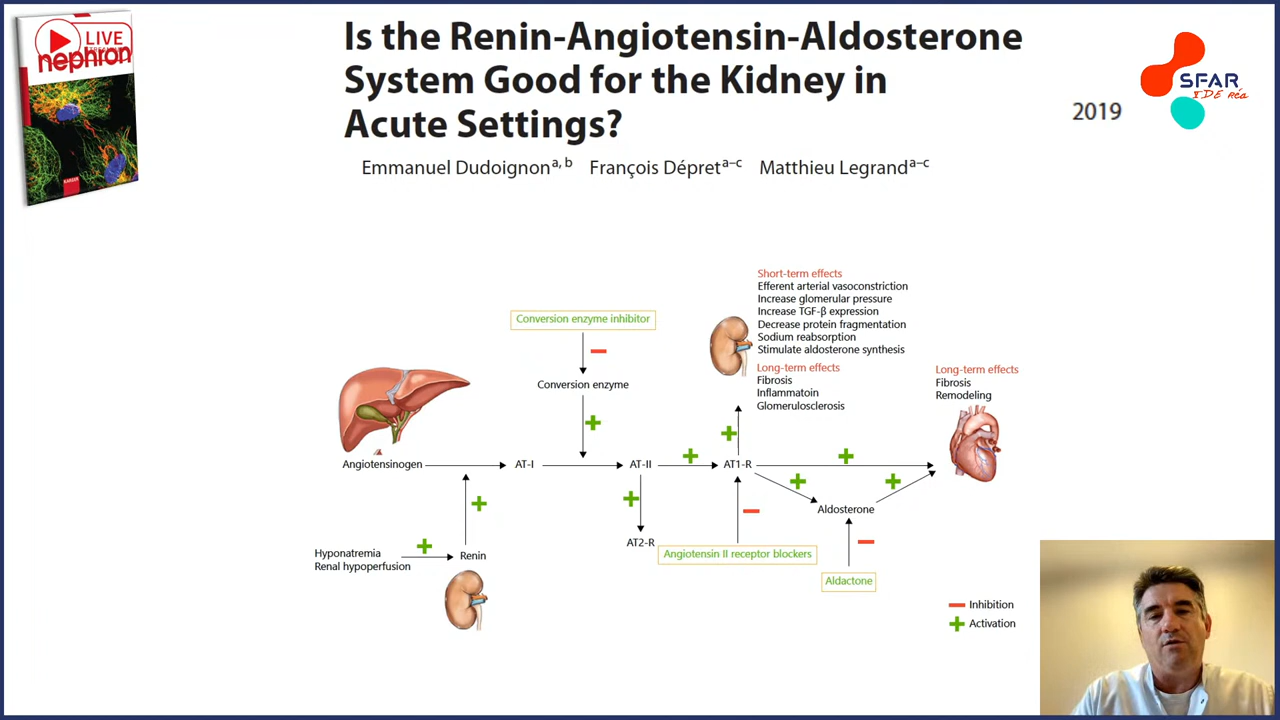 LIVE
nephron
KARGER
Is the Renin-Angiotensin-Aldosterone
System Good for the Kidney in
Acute Settings?
2019
SFAR
IDE Réa
Emmanuel Dudoignon a, b François Dépret a–c Matthieu Legrand a–c
Short-term effects
Efferent arterial vasoconstriction
Increase glomerular pressure
Increase TGF-β expression
Decrease protein fragmentation
Sodium reabsorption
Stimulate aldosterone synthesis
Long-term effects
Fibrosis
Inflammatoin
Glomerulosclerosis
Long-term effects
Fibrosis
Remodeling
Conversion enzyme inhibitor
Conversion enzyme
Angiotensinogen
AT-I
AT-II
AT1-R
Aldosterone
AT2-R
Angiotensin II receptor blockers
Aldactone
Hyponatremia
Renal hypoperfusion
Renin
Inhibition
Activation